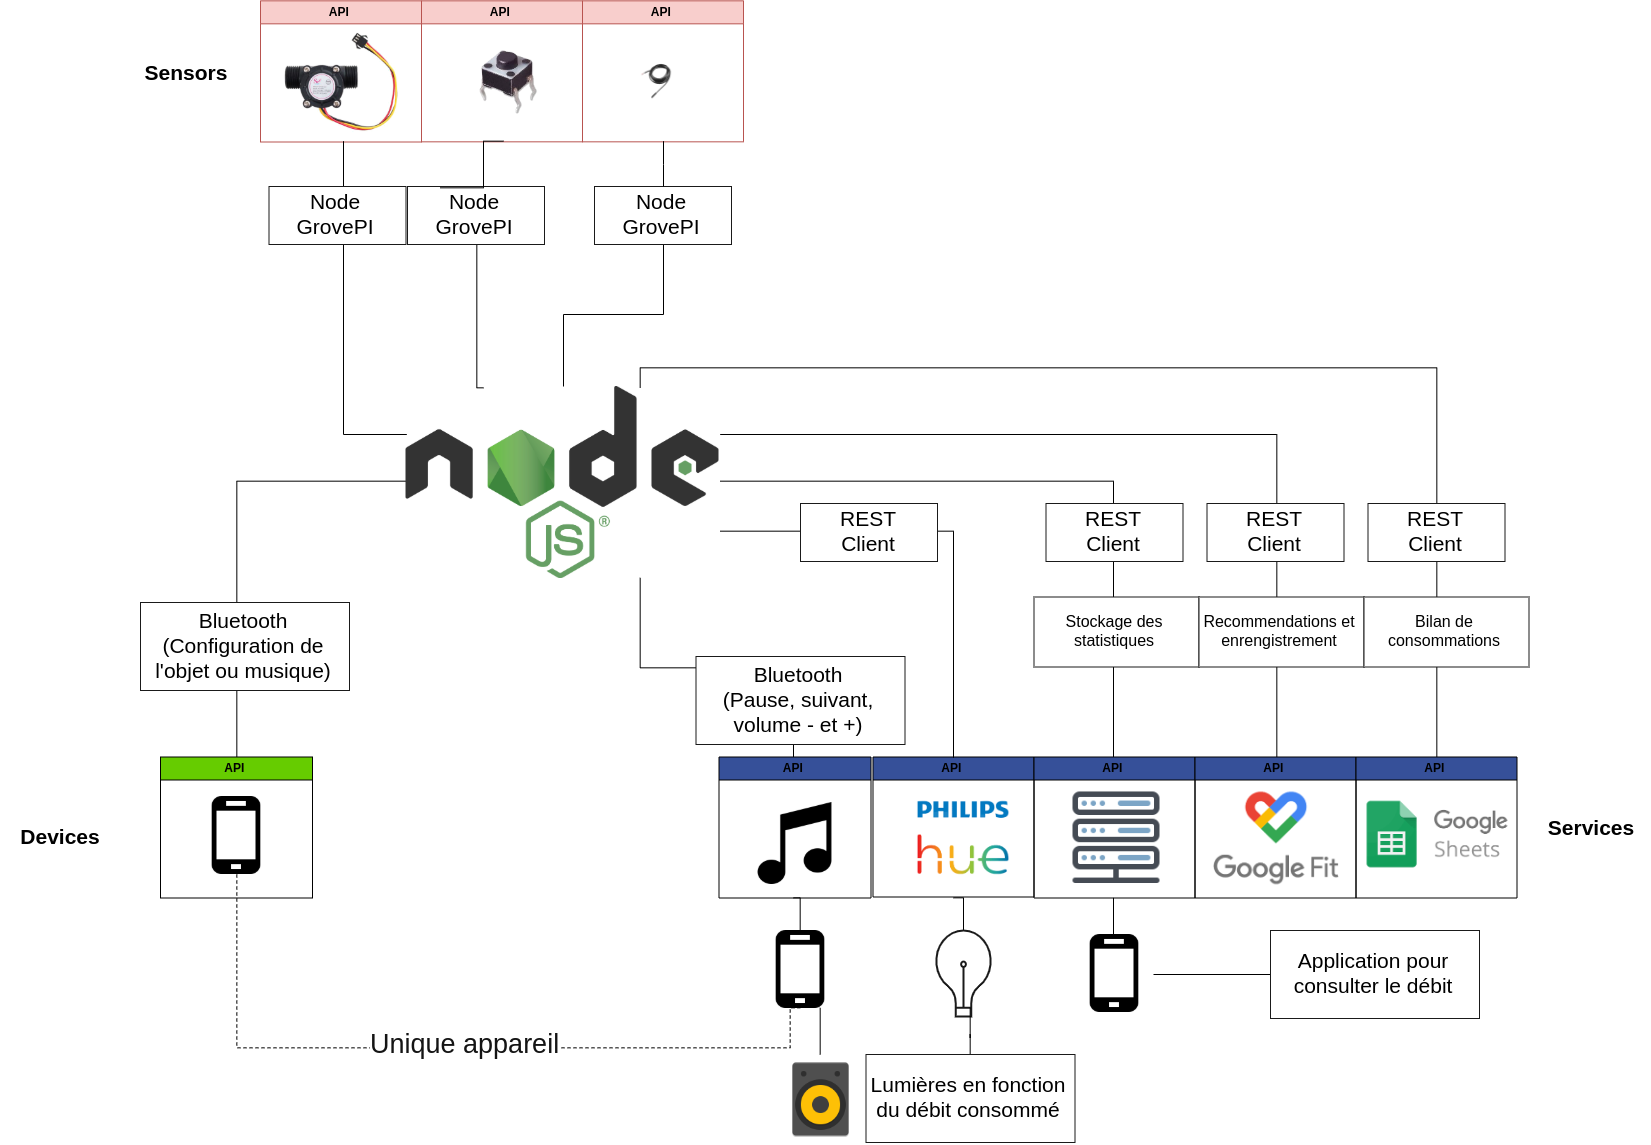 API
API
API
Sensors
Node
GrovePI
Node
GrovePI
Node
GrovePI
node
JS®
REST
Client
REST
Client
REST
Client
REST
Client
Bluetooth
(Configuration de
l'objet ou musique)
Stockage des
statistiques
Recommendations et
enrengistrement
Bilan de
consommations
Bluetooth
(Pause, suivant,
volume - et +)
API
API
API
API
API
API
Devices
PHILIPS
hue
Google Fit
Google
Sheets
Services
Application pour
consulter le débit
Unique appareil
Lumières en fonction
du débit consommé